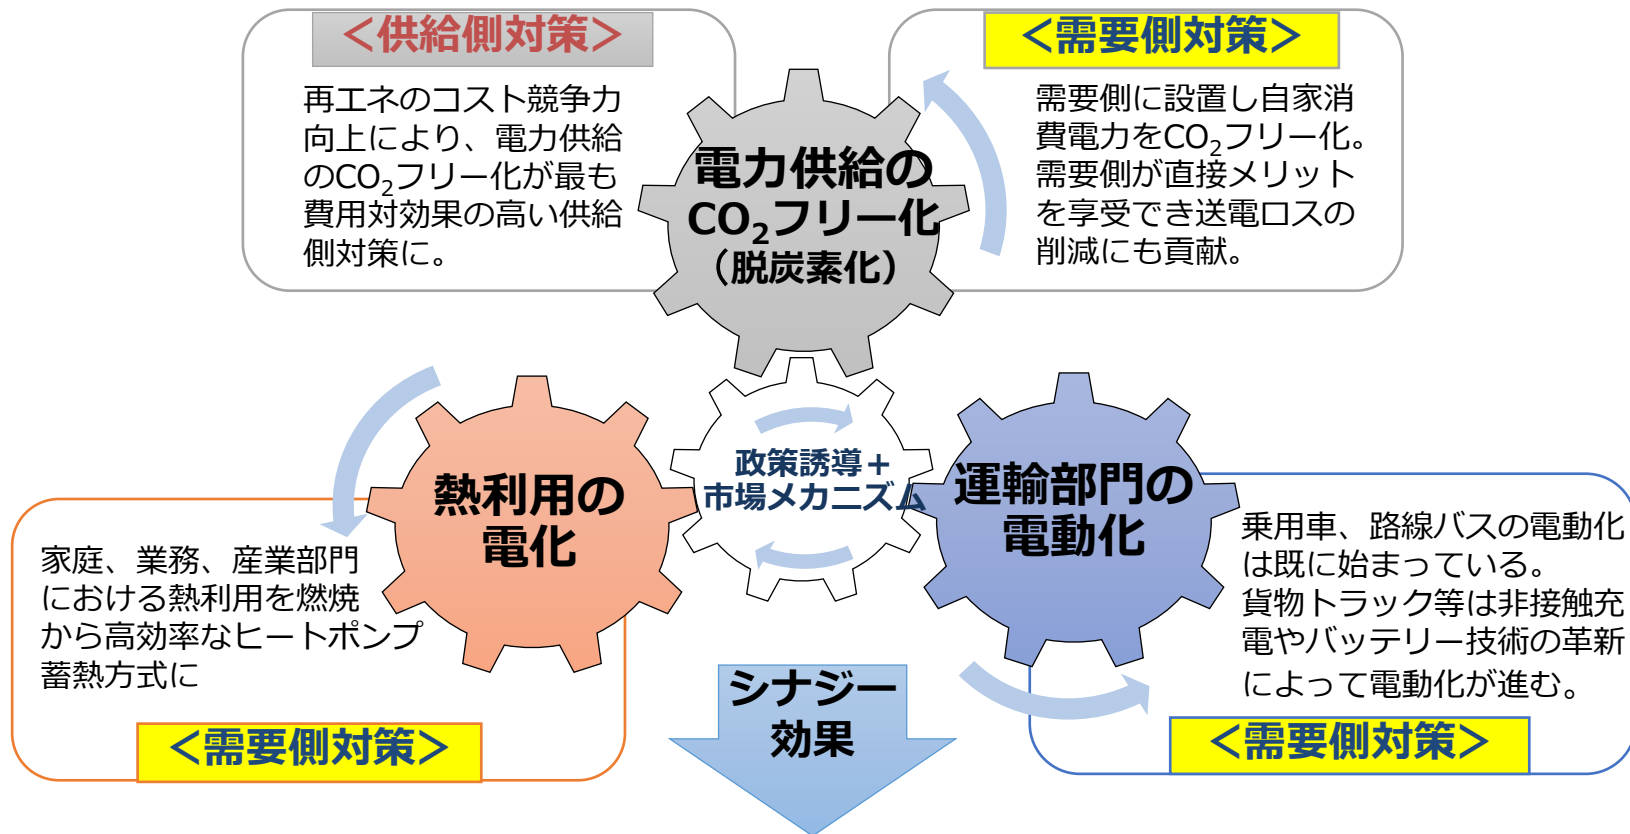 ＜供給側対策＞
再エネのコスト競争力
向上により、電力供給
のCO₂フリー化が最も
費用対効果の高い供給
側対策に。
＜需要側対策＞
需要側に設置し自家消
費電力をCO₂フリー化。
需要側が直接メリット
を享受でき送電ロスの
削減にも貢献。
電力供給の
CO₂フリー化
（脱炭素化）
政策誘導＋
市場メカニズム
熱利用の
電化
運輸部門の
電動化
家庭、業務、産業部門
における熱利用を燃焼
から高効率なヒートポンプ
蓄熱方式に
＜需要側対策＞
乗用車、路線バスの電動化
は既に始まっている。
貨物トラック等は非接触充
電やバッテリー技術の革新
によって電動化が進む。
＜需要側対策＞
シナジー
効果